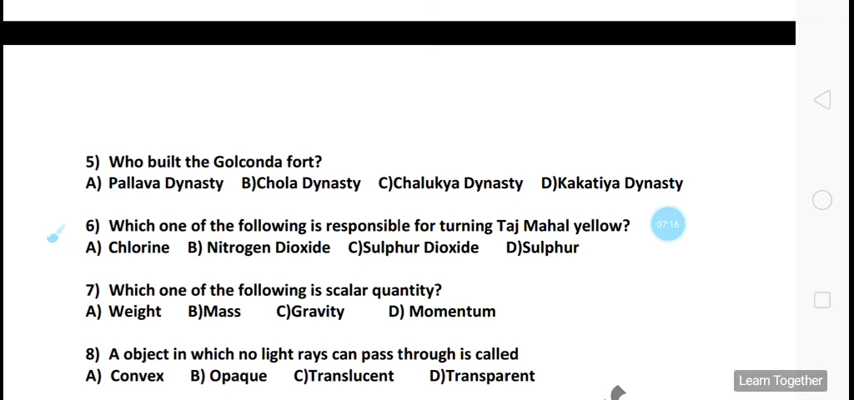 5) Who built the Golconda fort?
A) Pallava Dynasty B)Chola Dynasty C)Chalukya Dynasty D)Kakatiya Dynasty
6) Which one of the following is responsible for turning Taj Mahal yellow?
07:16
A) Chlorine B) Nitrogen Dioxide C)Sulphur Dioxide D)Sulphur
7) Which one of the following is scalar quantity?
A) Weight B)Mass C)Gravity D) Momentum
8) A object in which no light rays can pass through is called
A) Convex B) Opaque C)Translucent D)Transparent
Learn Together